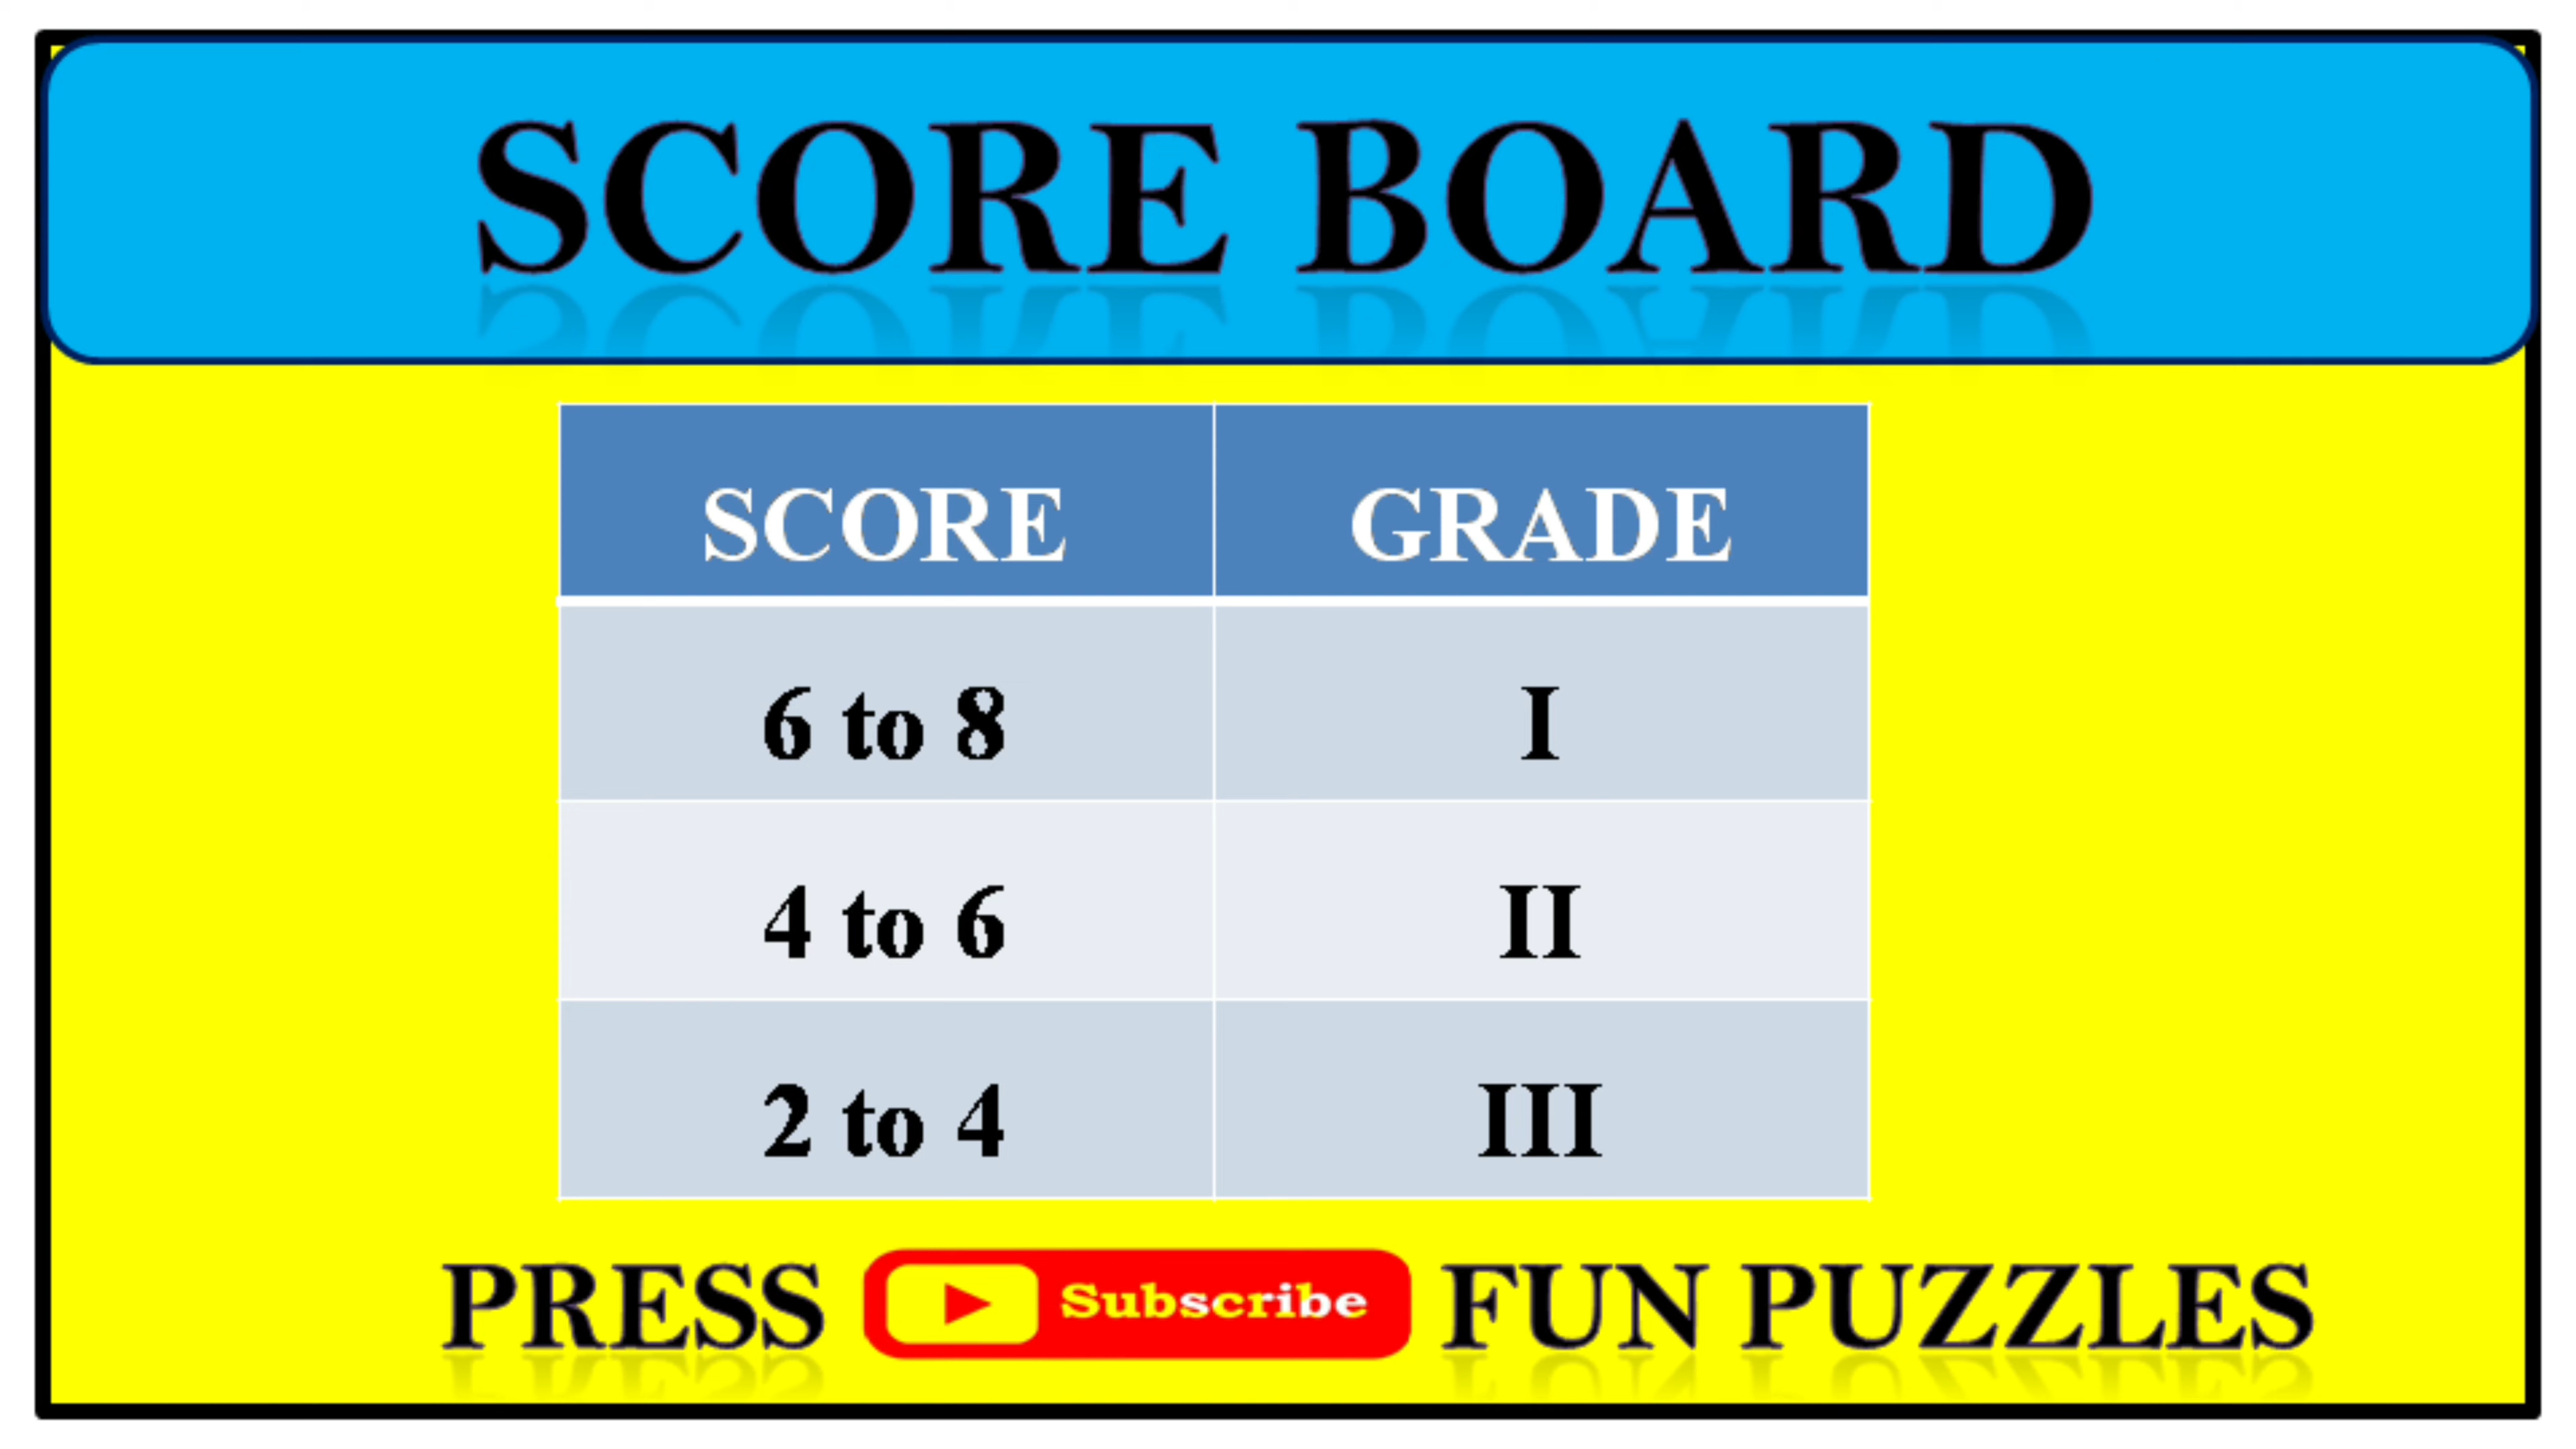 SCORE BOARD
SCORE GRADE
6 to 8 I
4 to 6 II
2 to 4 III
PRESS Subscribe FUN PUZZLES